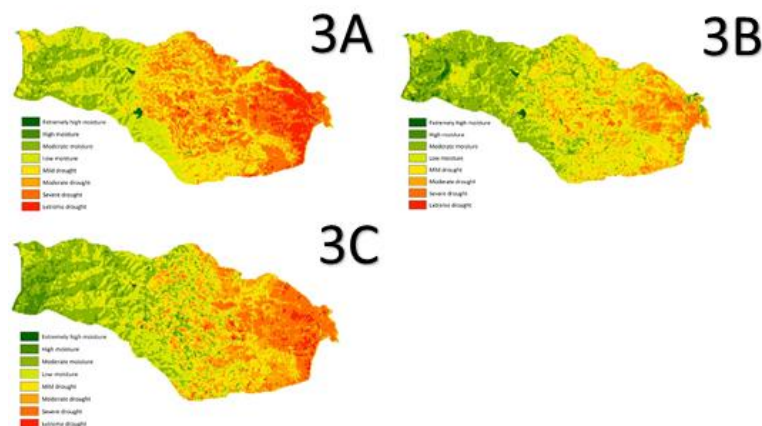 3A
Extremely high moisture
High moisture
Moderate moisture
Low moisture
Mild drought
Moderate drought
Severe drought
Extreme drought
3B
Extremely high moisture
High moisture
Moderate moisture
Low moisture
Mild drought
Moderate drought
Severe drought
Extreme drought
3C
Extremely high moisture
High moisture
Moderate moisture
Low moisture
Mild drought
Moderate drought
Severe drought
Extreme drought